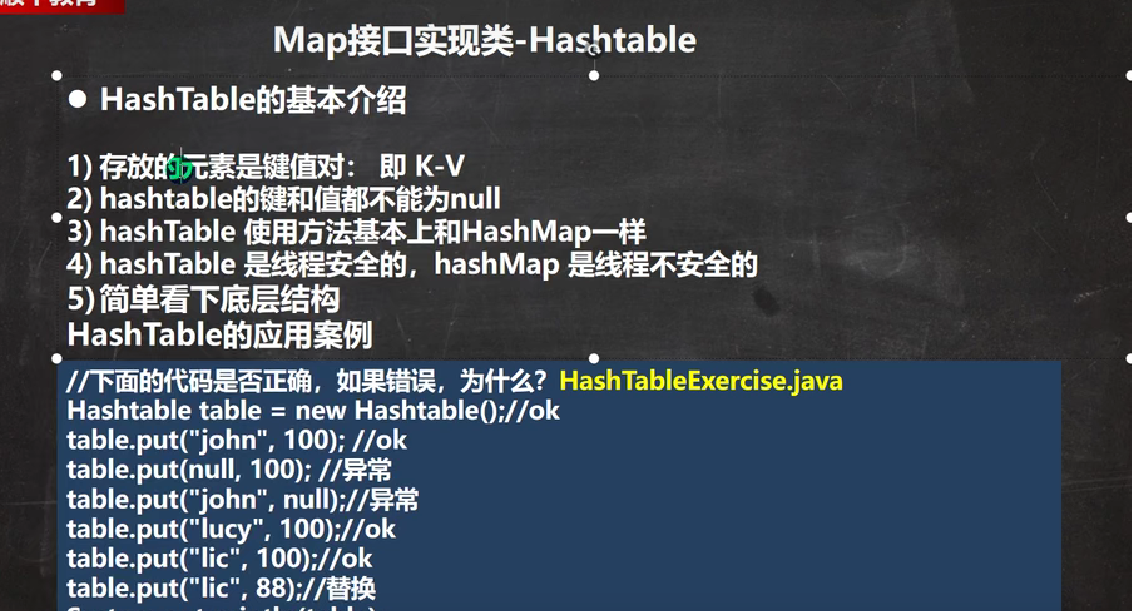 Map接口实现类-Hashtable
● HashTable的基本介绍
1) 存放的元素是键值对： 即 K-V
2) hashtable的键和值都不能为null
3) hashTable 使用方法基本上和HashMap一样
4) hashTable 是线程安全的，hashMap 是线程不安全的
5) 简单看下底层结构
HashTable的应用案例
//下面的代码是否正确，如果错误，为什么？HashTableExercise.java
Hashtable table = new Hashtable();//ok
table.put("john", 100); //ok
table.put(null, 100); //异常
table.put("john", null);//异常
table.put("lucy", 100);//ok
table.put("lic", 100);//ok
table.put("lic", 88);//替换